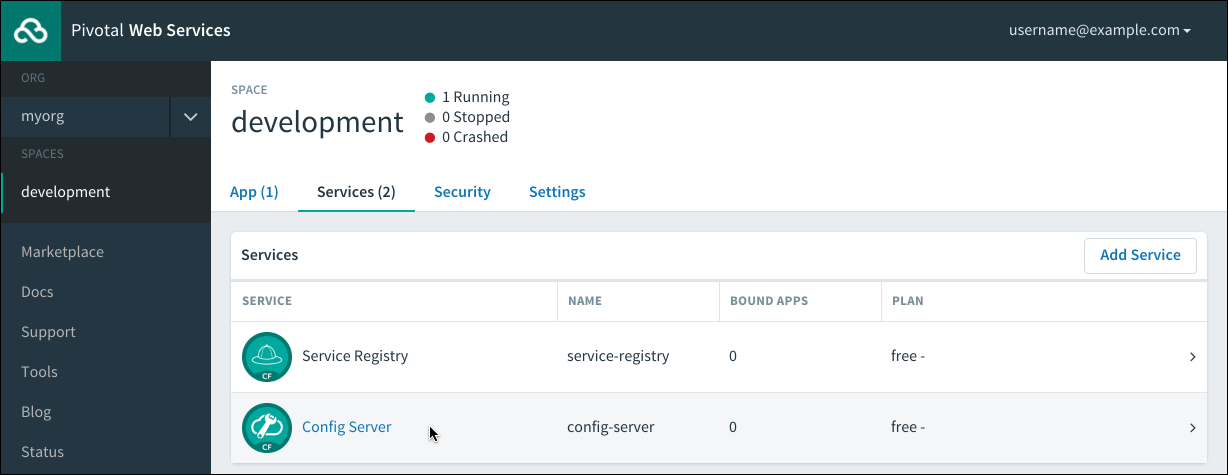 Pivotal Web Services
username@example.com
ORG
myorg
SPACES
development
Marketplace
Docs
Support
Tools
Blog
Status
SPACE
development
1 Running
0 Stopped
0 Crashed
App (1) Services (2) Security Settings
Services Add Service
SERVICE NAME BOUND APPS PLAN
CF Service Registry service-registry 0 free -
CF Config Server config-server 0 free -